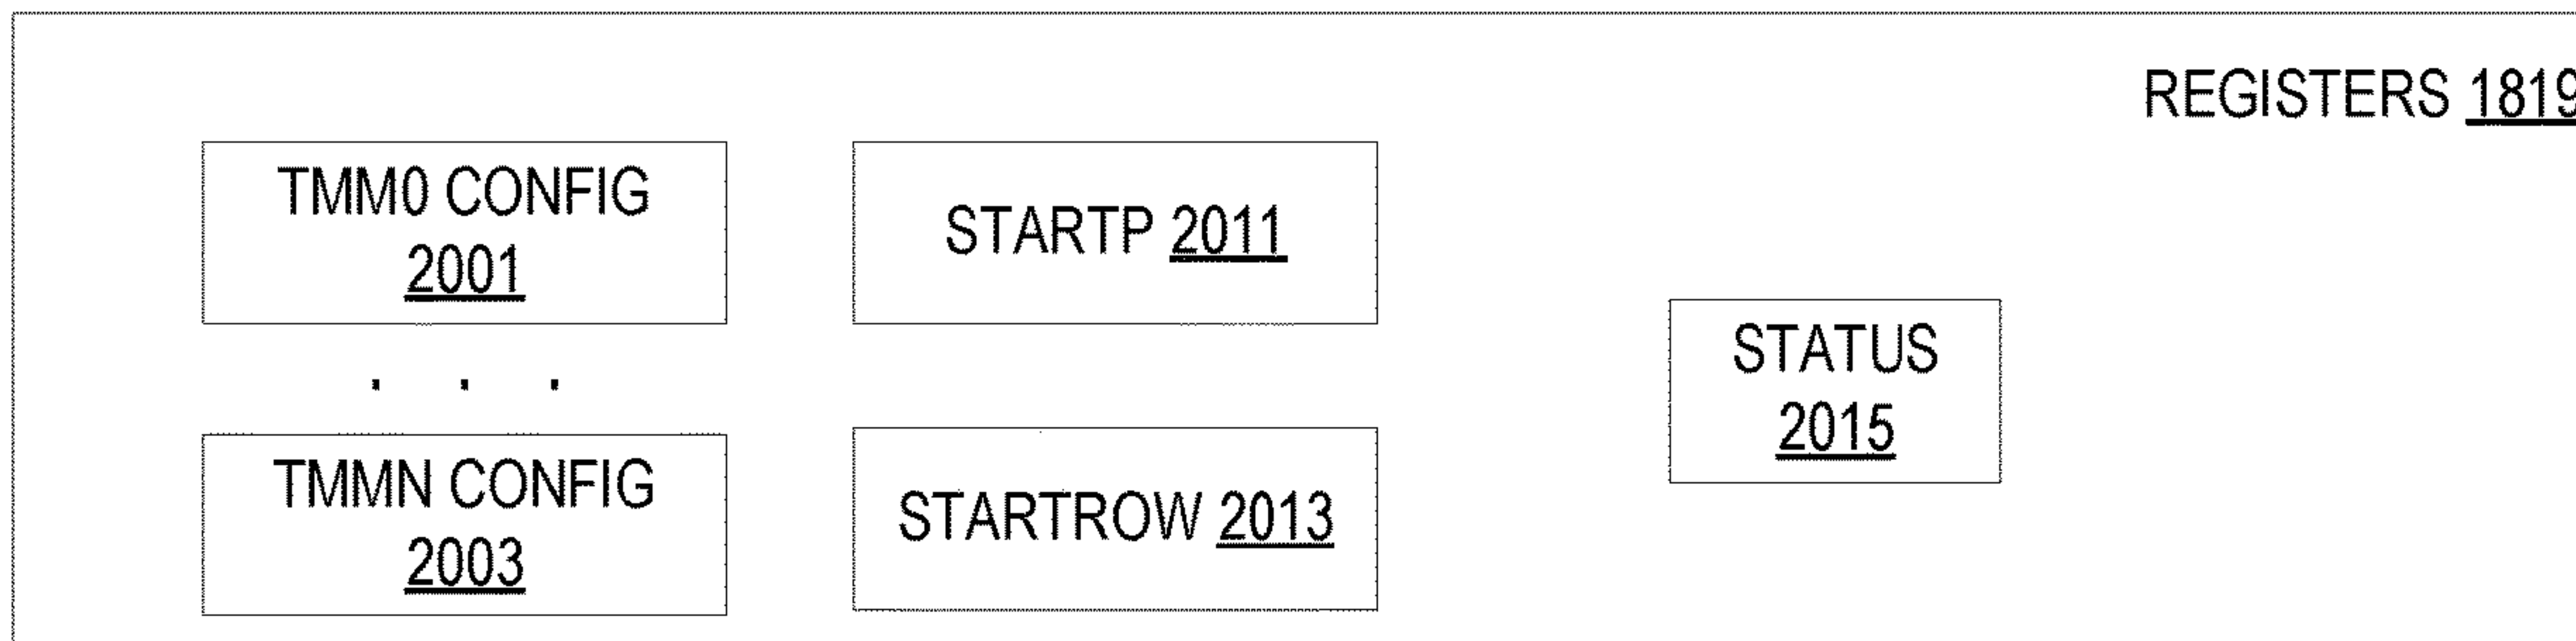 REGISTERS 1819
TMM0 CONFIG
2001
STARTP 2011
. . .
STATUS
2015
TMMN CONFIG
2003
STARTROW 2013